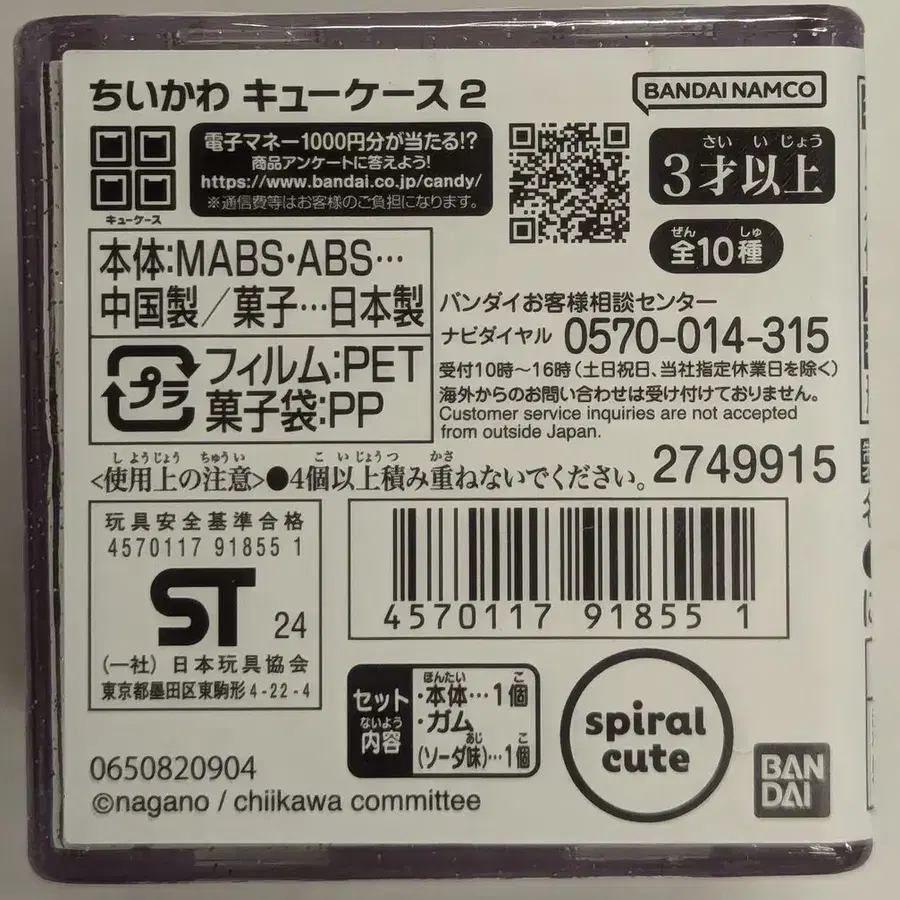 ちいかわ キューケース2
BANDAI NAMCO
キューケース
電子マネー1000円分が当たる!?
商品アンケートに答えよう!
https://www.bandai.co.jp/candy/
※通信費等はお客様のご負担になります。
さい いじょう
3才以上
ぜん しゅ
全10種
本体:MABS・ABS…
中国製／菓子…日本製
プラ
フィルム:PET
菓子袋:PP
バンダイお客様相談センター
ナビダイヤル 0570-014-315
受付10時～16時(土日祝日、当社指定休業日を除く)
海外からのお問い合わせは受け付けておりません。
Customer service inquiries are not accepted
from outside Japan.
しようじょう ちゅうい こ いじょうつ かさ
<使用上の注意>●4個以上積み重ねないでください。
2749915
玩具安全基準合格
4570117 91855 1
ST 24
(一社) 日本玩具協会
東京都墨田区東駒形4-22-4
4570117 91855 1
セット
ないよう
内容
ほんたい こ
・本体…1個
・ガム
あじ こ
(ソーダ味)…1個
spiral
cute
BAN
DAI
0650820904
©nagano / chiikawa committee